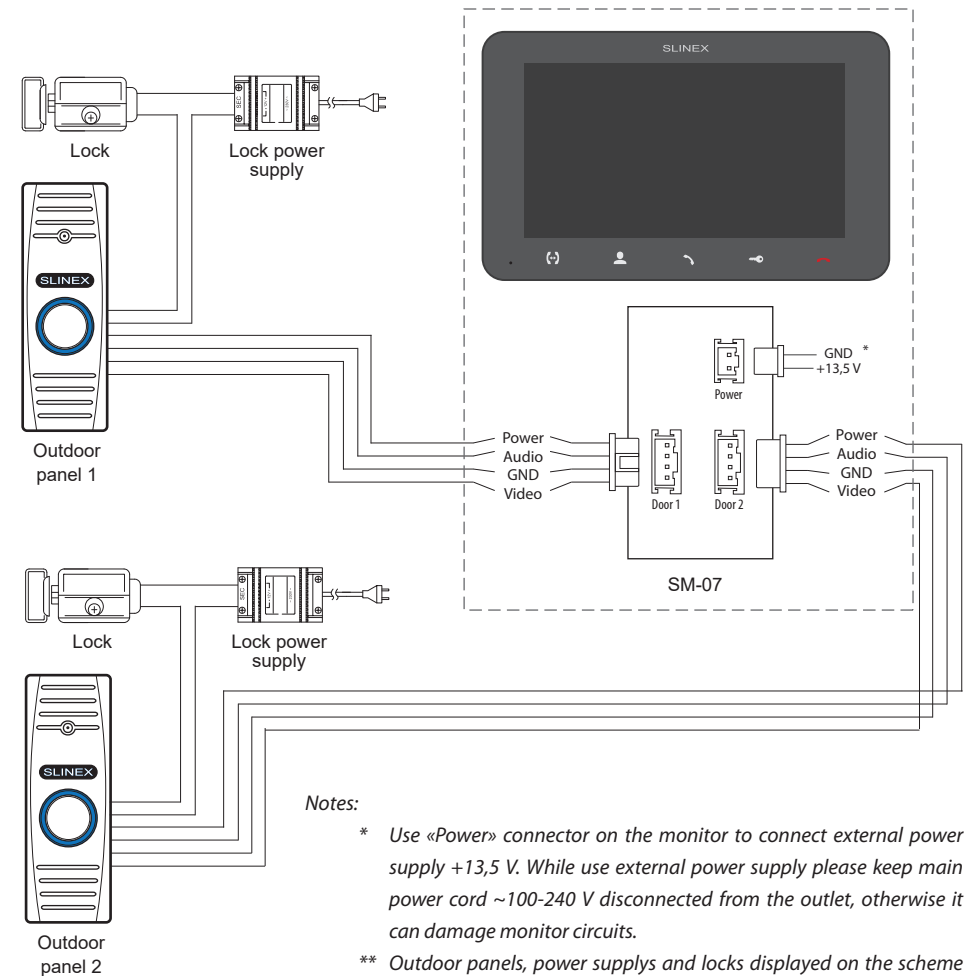 SLINEX
Lock
Lock power
supply
SEC
SLINEX
Outdoor
panel 1
GND *
+13,5 V
Power
Power
Audio
GND
Video
Door 1
Door 2
Power
Audio
GND
Video
SM-07
Lock
Lock power
supply
SEC
SLINEX
Outdoor
panel 2
Notes:
* Use «Power» connector on the monitor to connect external power
supply +13,5 V. While use external power supply please keep main
power cord ~100-240 V disconnected from the outlet, otherwise it
can damage monitor circuits.
** Outdoor panels, power supplys and locks displayed on the scheme